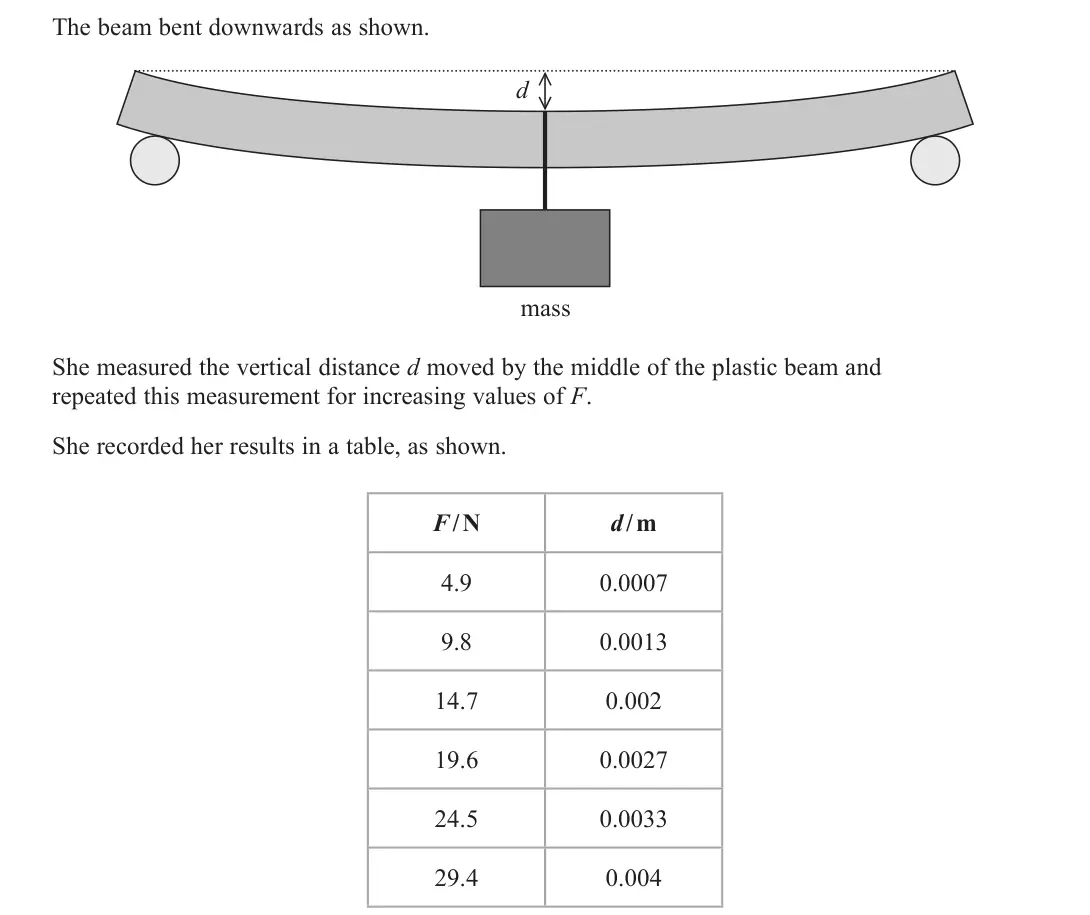 The beam bent downwards as shown.
d
mass
She measured the vertical distance d moved by the middle of the plastic beam and
repeated this measurement for increasing values of F.
She recorded her results in a table, as shown.
F/N d/m
4.9 0.0007
9.8 0.0013
14.7 0.002
19.6 0.0027
24.5 0.0033
29.4 0.004